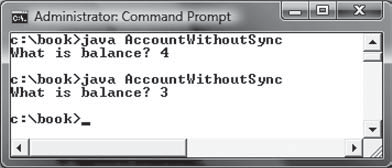 Administrator: Command Prompt
c:\book>java AccountWithoutSync
What is balance? 4
c:\book>java AccountWithoutSync
What is balance? 3
c:\book>_